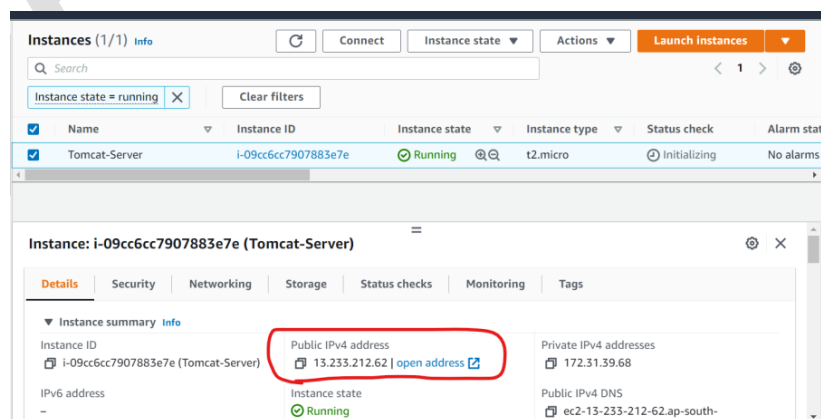 Instances (1/1) Info Connect Instance state Actions Launch instances
Search 1
Instance state = running Clear filters
Name Instance ID Instance state Instance type Status check Alarm stat
Tomcat-Server i-09cc6cc7907883e7e Running t2.micro Initializing No alarms
Instance: i-09cc6cc7907883e7e (Tomcat-Server)
Details Security Networking Storage Status checks Monitoring Tags
Instance summary Info
Instance ID Public IPv4 address Private IPv4 addresses
i-09cc6cc7907883e7e (Tomcat-Server) 13.233.212.62 | open address 172.31.39.68
IPv6 address Instance state Public IPv4 DNS
– Running ec2-13-233-212-62.ap-south-